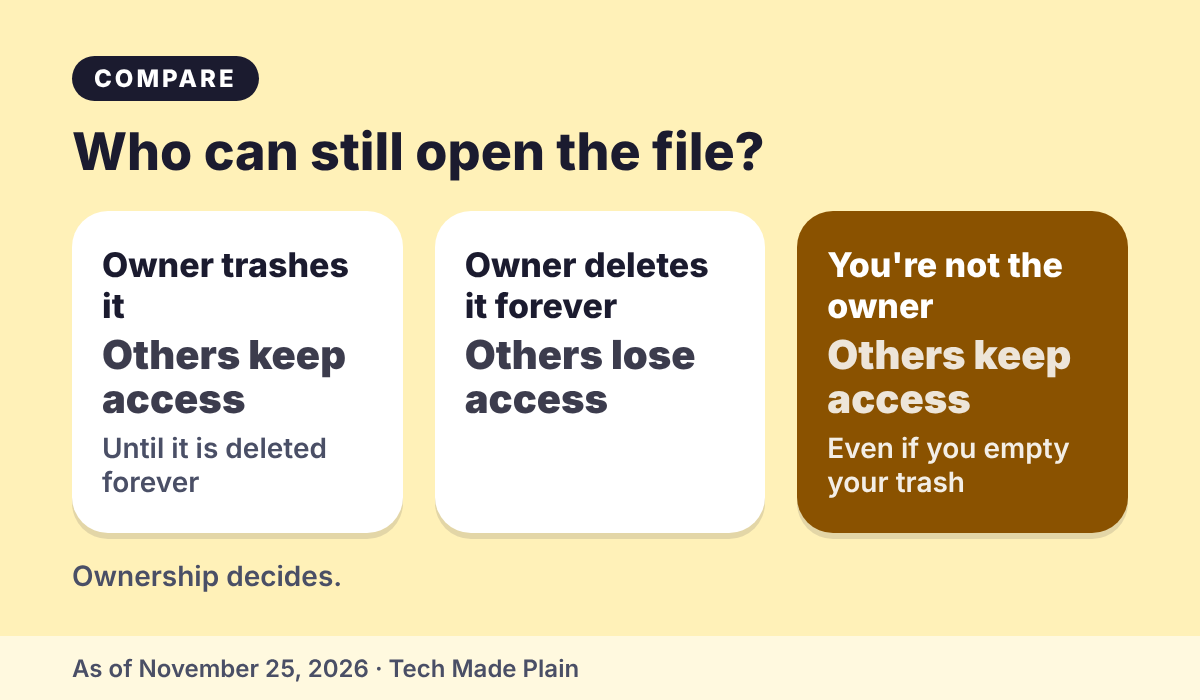 COMPARE
Who can still open the file?
Owner trashes
it
Others keep
access
Until it is deleted
forever
Owner deletes
it forever
Others lose
access
You're not the
owner
Others keep
access
Even if you empty
your trash
Ownership decides.
As of November 25, 2026 · Tech Made Plain